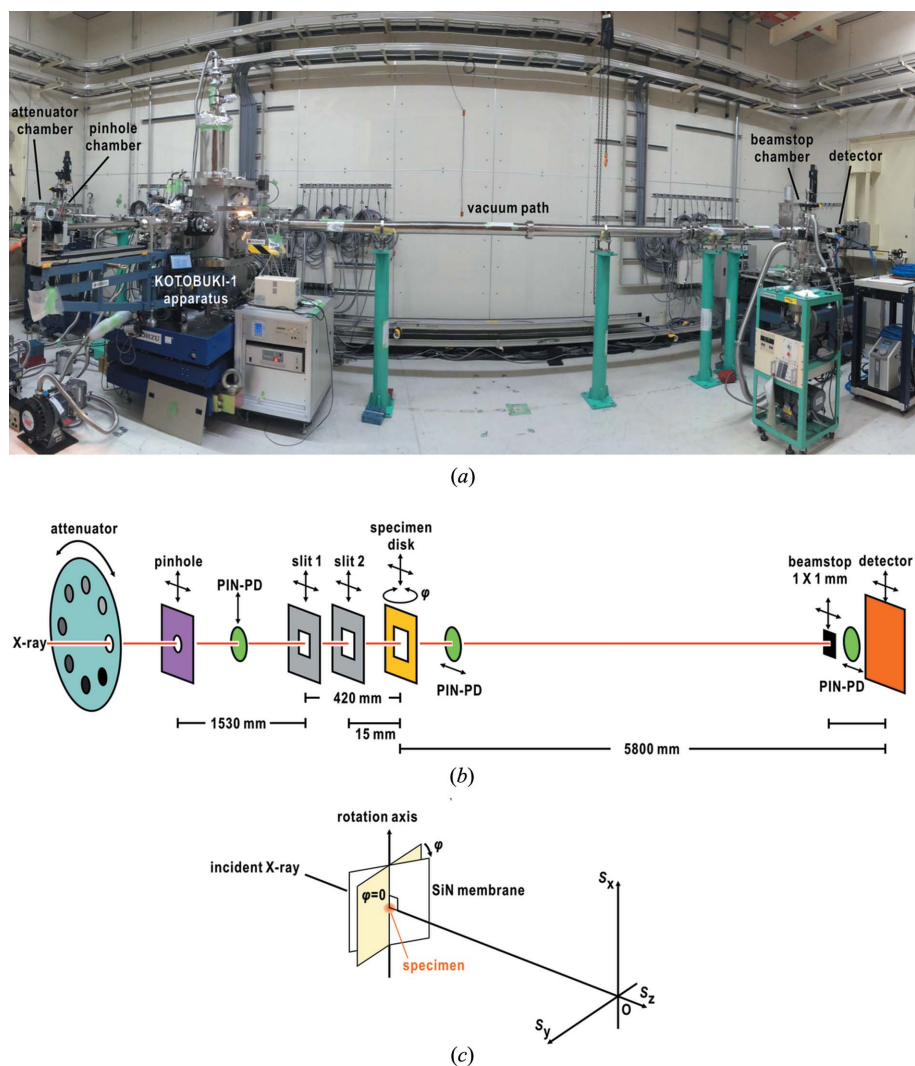 attenuator
chamber
pinhole
chamber
beamstop
chamber
detector
vacuum path
KOTOBUKI-1
apparatus
(a)
attenuator
pinhole
PIN-PD
slit 1
slit 2
specimen
disk
φ
beamstop
1 X 1 mm
detector
X-ray
PIN-PD
PIN-PD
420 mm
1530 mm
15 mm
5800 mm
(b)
rotation axis
φ
incident X-ray
SiN membrane
φ=0
specimen
Sx
Sz
O
Sy
(c)